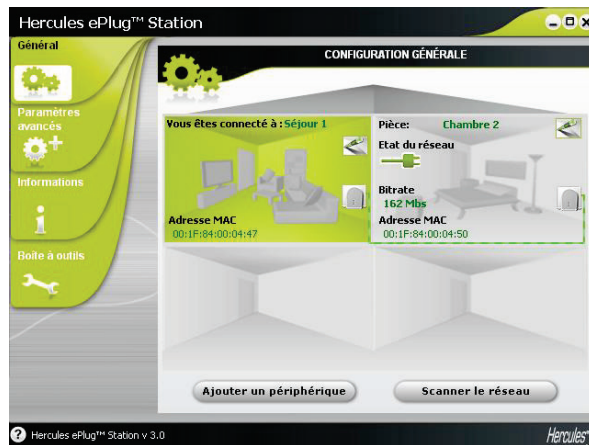 Hercules ePlug™ Station
Général
CONFIGURATION GÉNÉRALE
Paramètres
avancés
Informations
Boîte à outils
Vous êtes connecté à : Séjour 1
Adresse MAC
00:1F:84:00:04:47
Pièce: Chambre 2
Etat du réseau
Bitrate
162 Mbs
Adresse MAC
00:1F:84:00:04:50
Ajouter un périphérique
Scanner le réseau
Hercules ePlug™ Station v 3.0
Hercules®